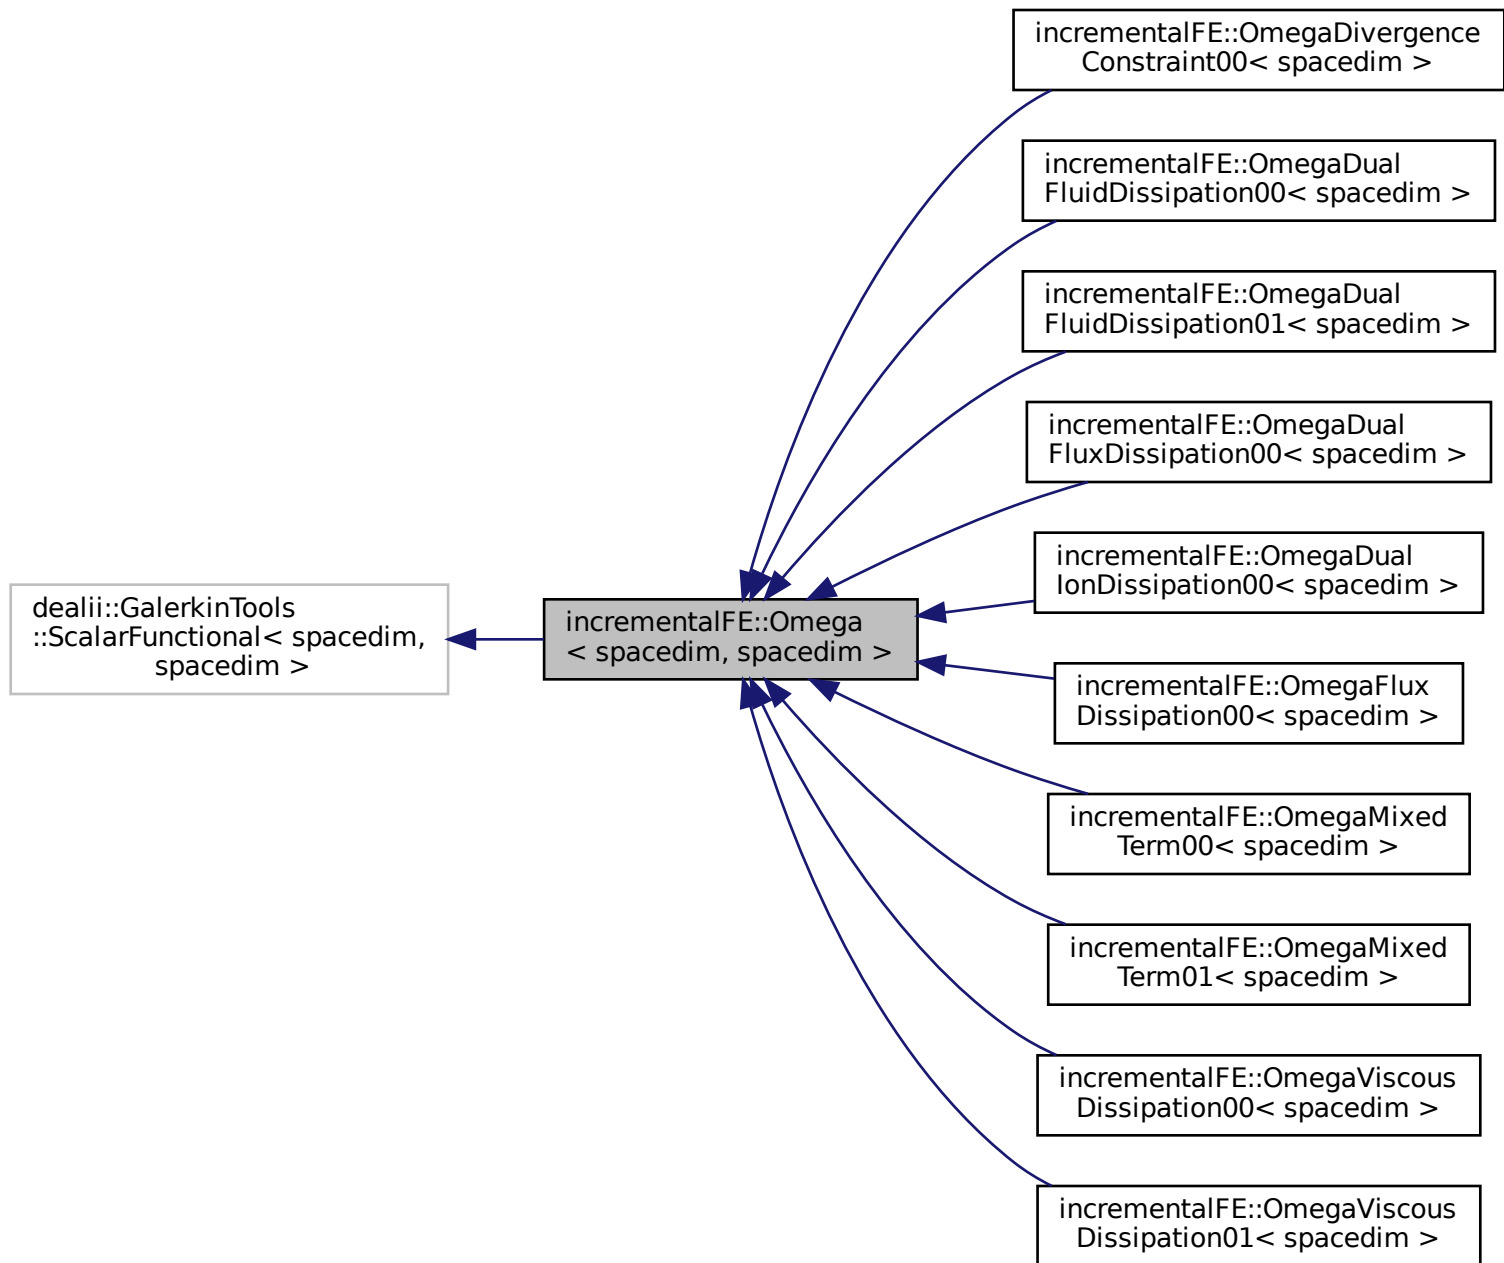 incrementalFE::OmegaDivergence
Constraint00< spacedim >
incrementalFE::OmegaDual
FluidDissipation00< spacedim >
incrementalFE::OmegaDual
FluidDissipation01< spacedim >
incrementalFE::OmegaDual
FluxDissipation00< spacedim >
incrementalFE::OmegaDual
IonDissipation00< spacedim >
dealii::GalerkinTools
::ScalarFunctional< spacedim,
spacedim >
incrementalFE::Omega
< spacedim, spacedim >
incrementalFE::OmegaFlux
Dissipation00< spacedim >
incrementalFE::OmegaMixed
Term00< spacedim >
incrementalFE::OmegaMixed
Term01< spacedim >
incrementalFE::OmegaViscous
Dissipation00< spacedim >
incrementalFE::OmegaViscous
Dissipation01< spacedim >